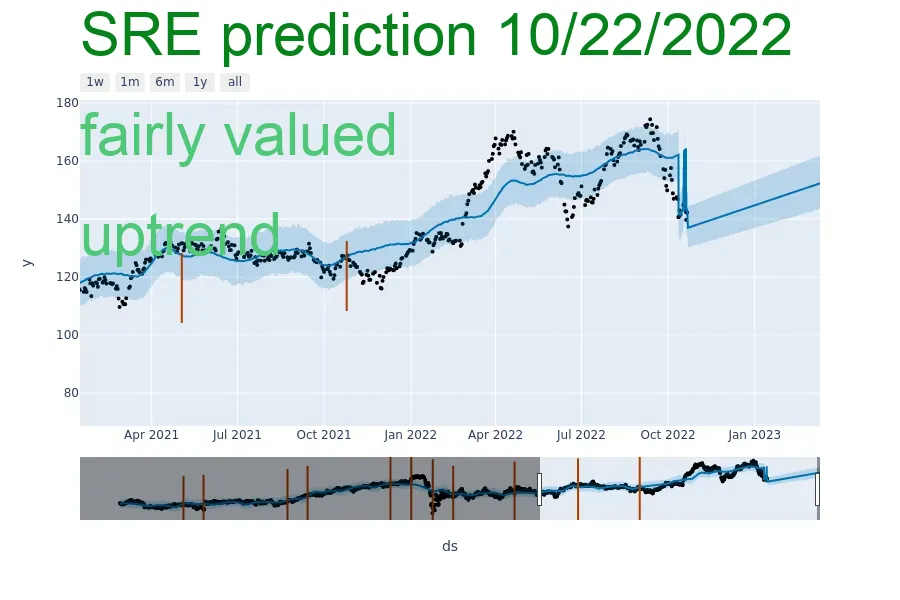 SRE prediction 10/22/2022
1w 1m 6m 1y all
180
fairly valued
160
140
uptrend
120
100
80
y
Apr 2021 Jul 2021 Oct 2021 Jan 2022 Apr 2022 Jul 2022 Oct 2022 Jan 2023
ds